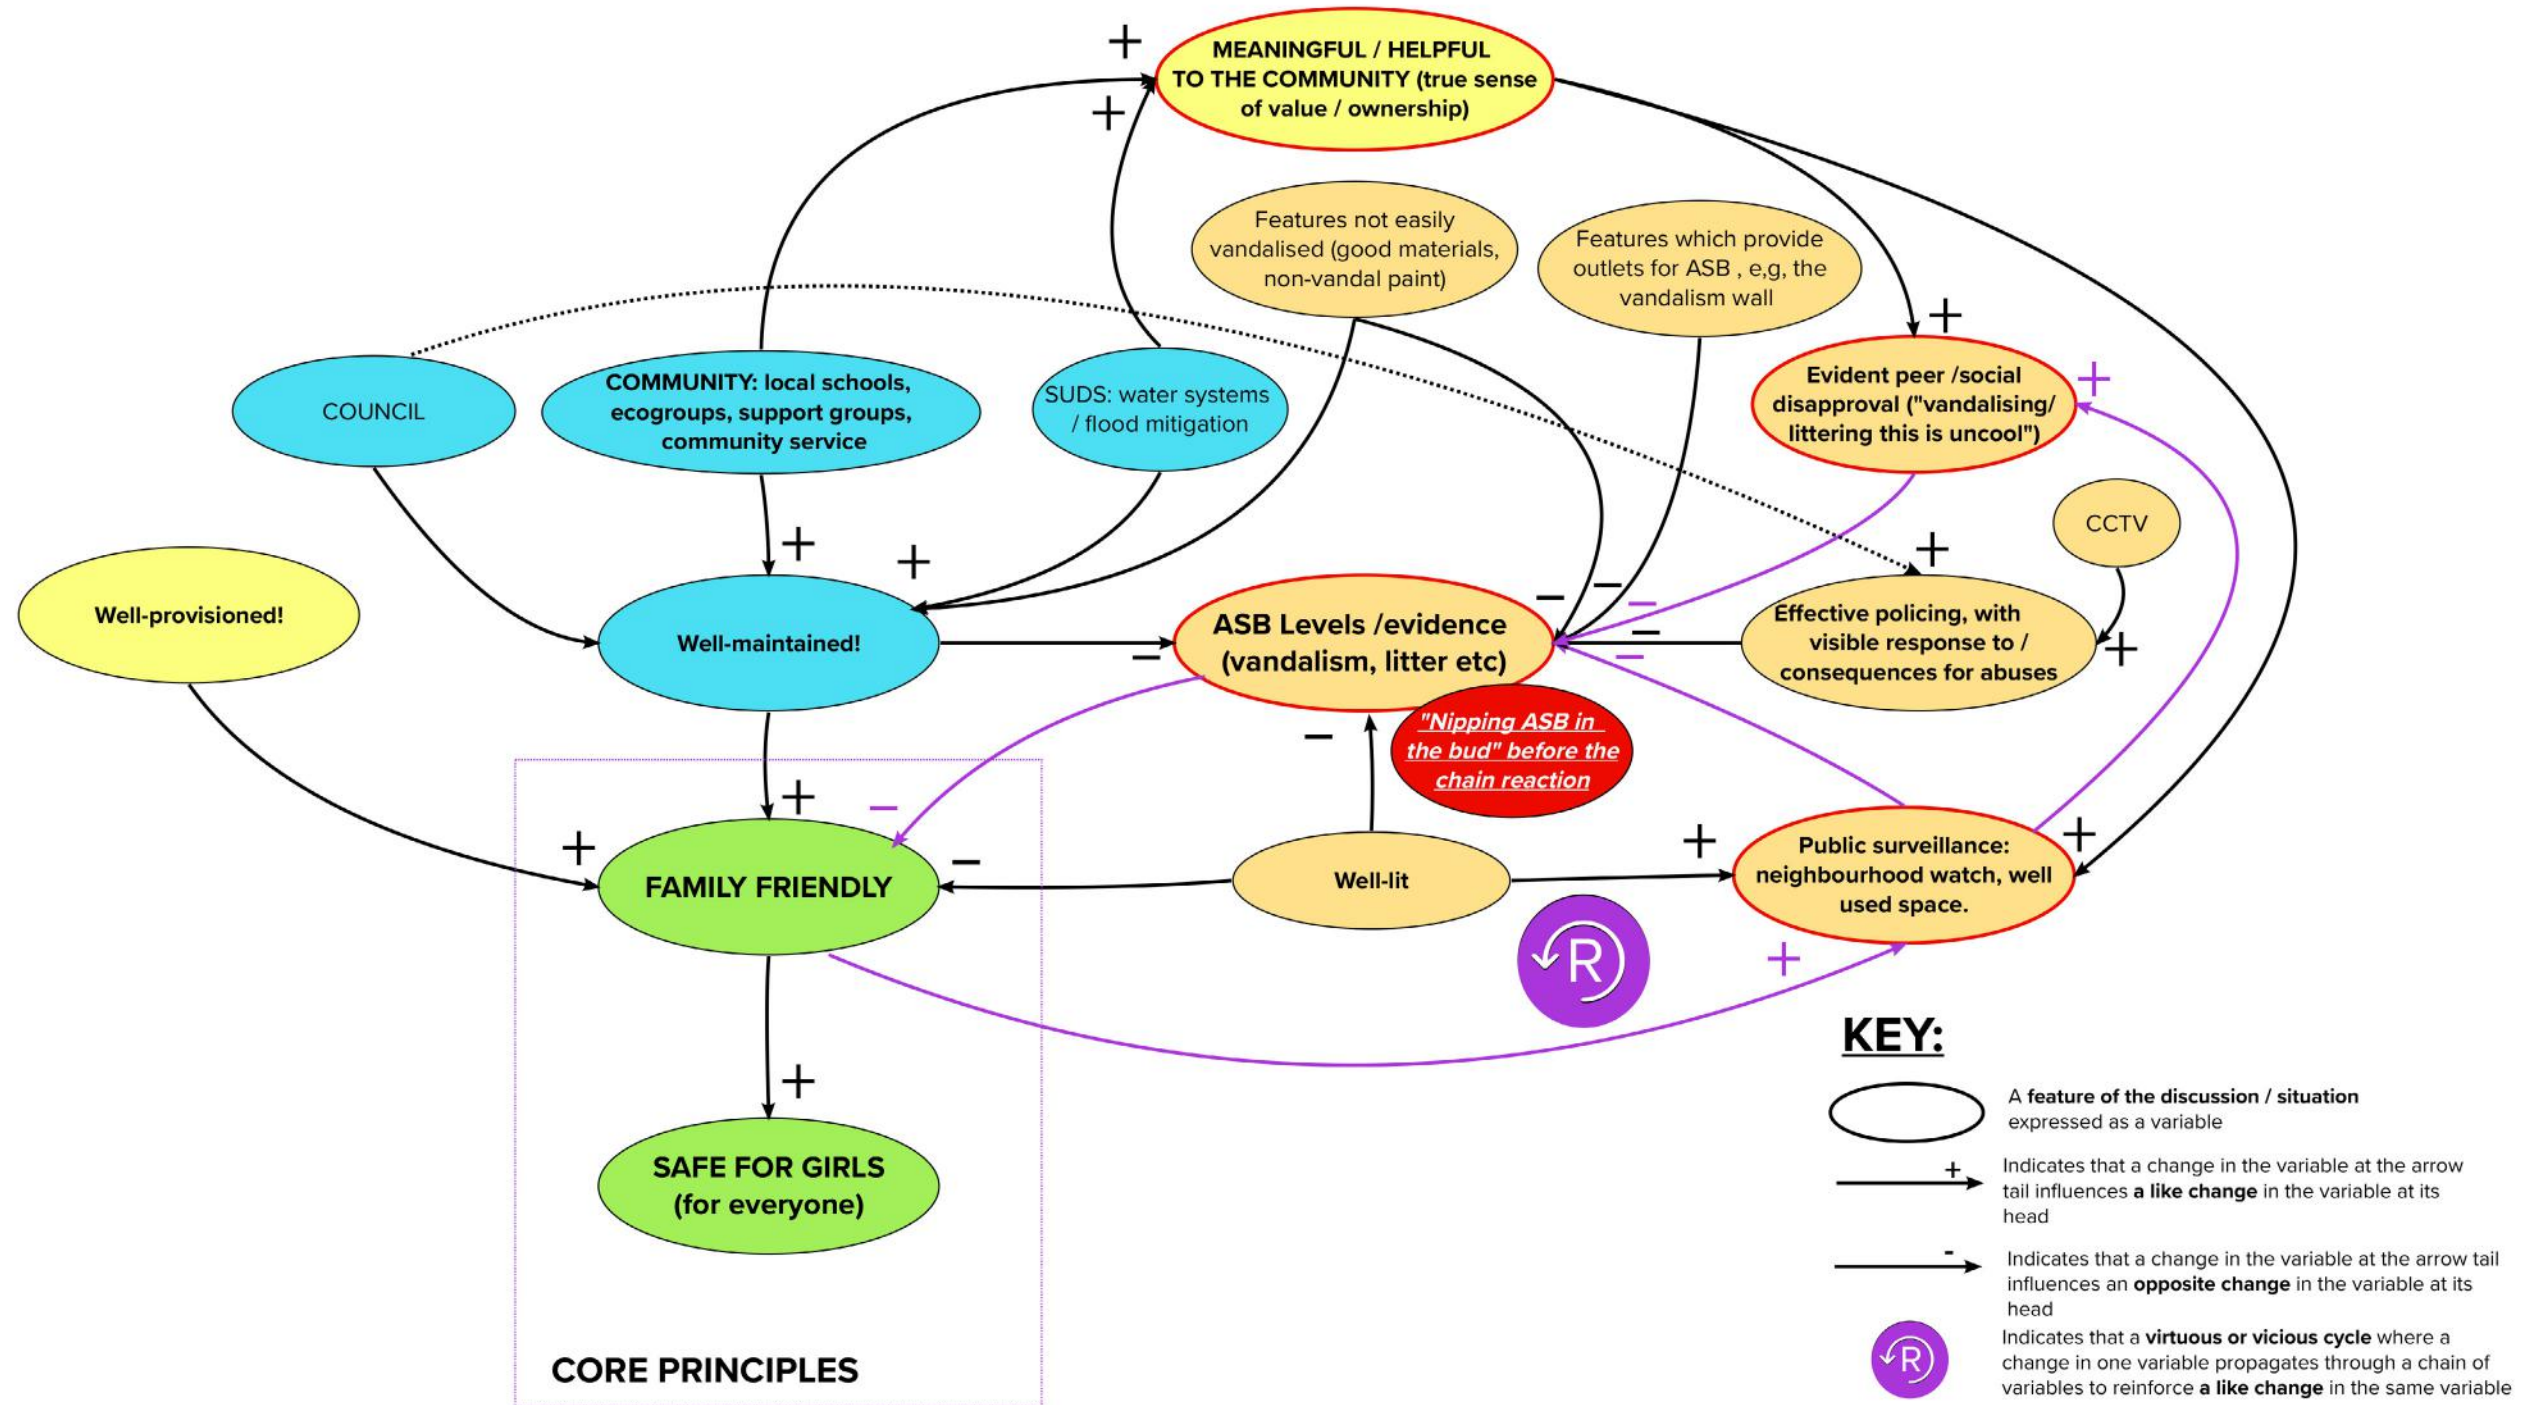 MEANINGFUL / HELPFUL
TO THE COMMUNITY (true sense
of value / ownership)
+
+
Features not easily
vandalised (good materials,
non-vandal paint)
Features which provide
outlets for ASB , e,g, the
vandalism wall
+
COUNCIL
COMMUNITY: local schools,
ecogroups, support groups,
community service
SUDS: water systems
/ flood mitigation
Evident peer /social
disapproval ("vandalising/
littering this is uncool")
+
CCTV
+
+
+
Well-provisioned!
Well-maintained!
−
ASB Levels /evidence
(vandalism, litter etc)
−
−
−
−
−
Effective policing, with
visible response to /
consequences for abuses
+
"Nipping ASB in
the bud" before the
chain reaction
−
+
−
+
FAMILY FRIENDLY
−
Well-lit
+
Public surveillance:
neighbourhood watch, well
used space.
+
R
+
+
SAFE FOR GIRLS
(for everyone)
CORE PRINCIPLES
KEY:
A feature of the discussion / situation
expressed as a variable
+
Indicates that a change in the variable at the arrow
tail influences a like change in the variable at its
head
-
Indicates that a change in the variable at the arrow tail
influences an opposite change in the variable at its
head
R
Indicates that a virtuous or vicious cycle where a
change in one variable propagates through a chain of
variables to reinforce a like change in the same variable